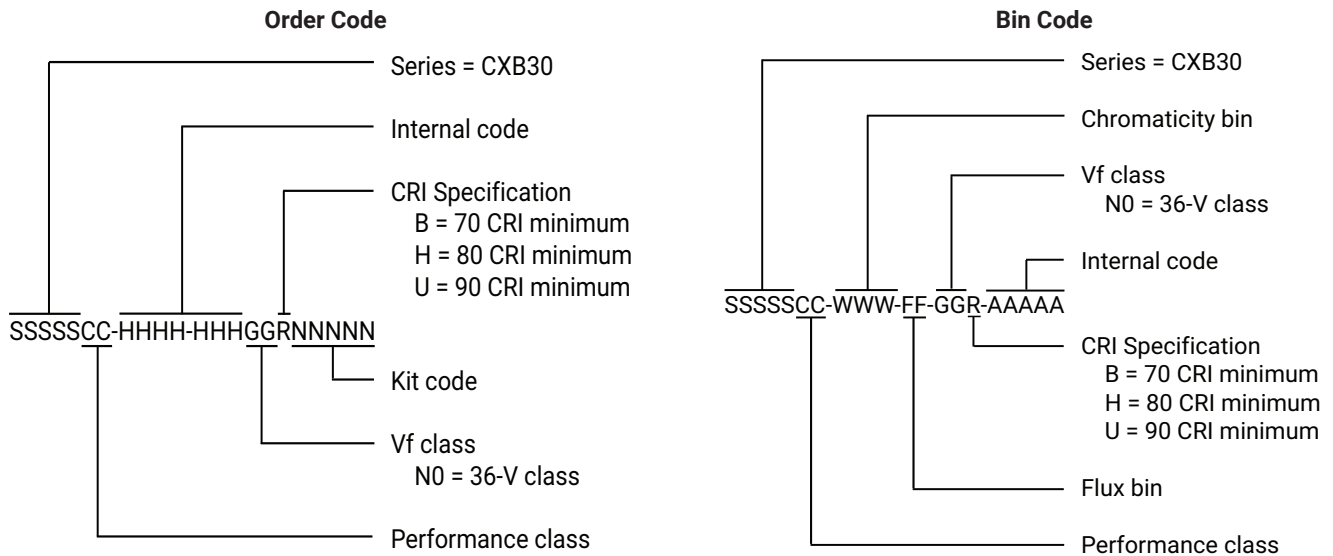 Order Code
Series = CXB30
Internal code
CRI Specification
B = 70 CRI minimum
H = 80 CRI minimum
U = 90 CRI minimum
SSSSSCC-HHHH-HHHGGRNNNNN
Kit code
Vf class
N0 = 36-V class
Performance class
Bin Code
Series = CXB30
Chromaticity bin
Vf class
N0 = 36-V class
Internal code
SSSSSCC-WWW-FF-GGR-AAAAA
CRI Specification
B = 70 CRI minimum
H = 80 CRI minimum
U = 90 CRI minimum
Flux bin
Performance class